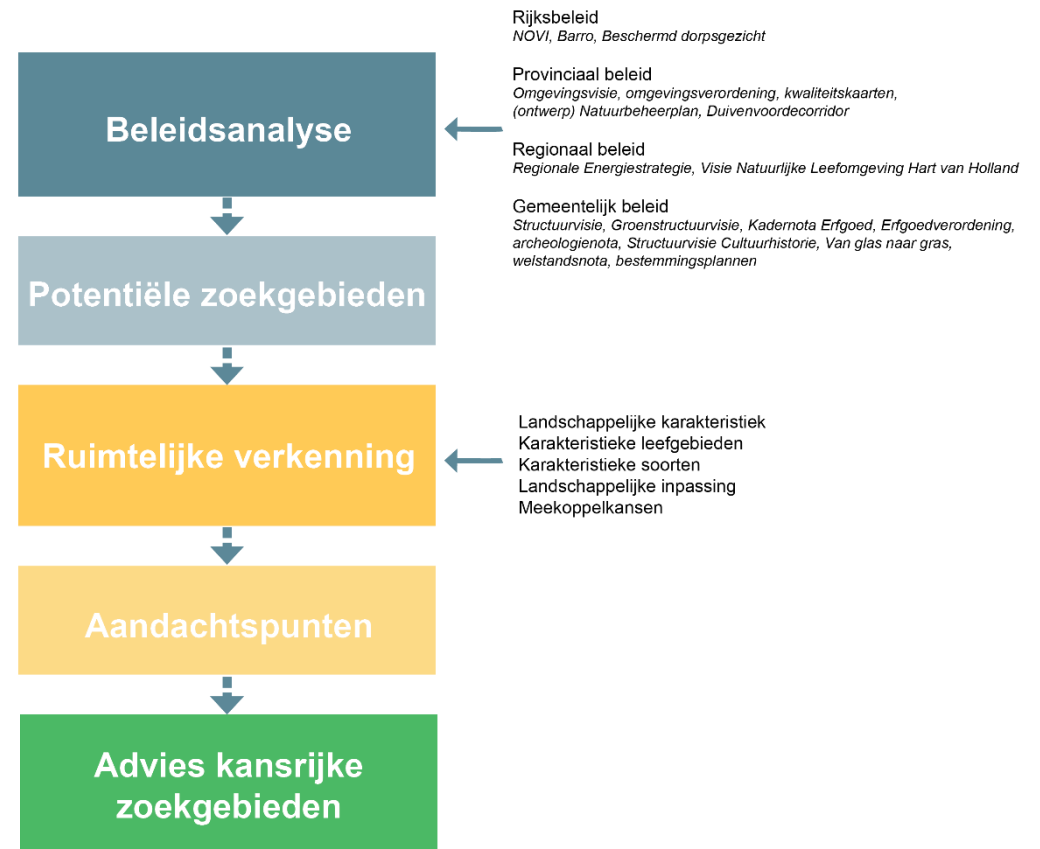 Rijksbeleid
NOVI, Barro, Beschermd dorpsgezicht
Provinciaal beleid
Omgevingsvisie, omgevingsverordening, kwaliteitskaarten,
(ontwerp) Natuurbeheerplan, Duivenvoordecorridor
Regionaal beleid
Regionale Energiestrategie, Visie Natuurlijke Leefomgeving Hart van Holland
Gemeentelijk beleid
Structuurvisie, Groenstructuurvisie, Kadernota Erfgoed, Erfgoedverordening,
archeologienota, Structuurvisie Cultuurhistorie, Van glas naar gras,
welstandsnota, bestemmingsplannen
Beleidsanalyse
Potentiële zoekgebieden
Ruimtelijke verkenning
Landschappelijke karakteristiek
Karakteristieke leefgebieden
Karakteristieke soorten
Landschappelijke inpassing
Meekoppelkansen
Aandachtspunten
Advies kansrijke
zoekgebieden